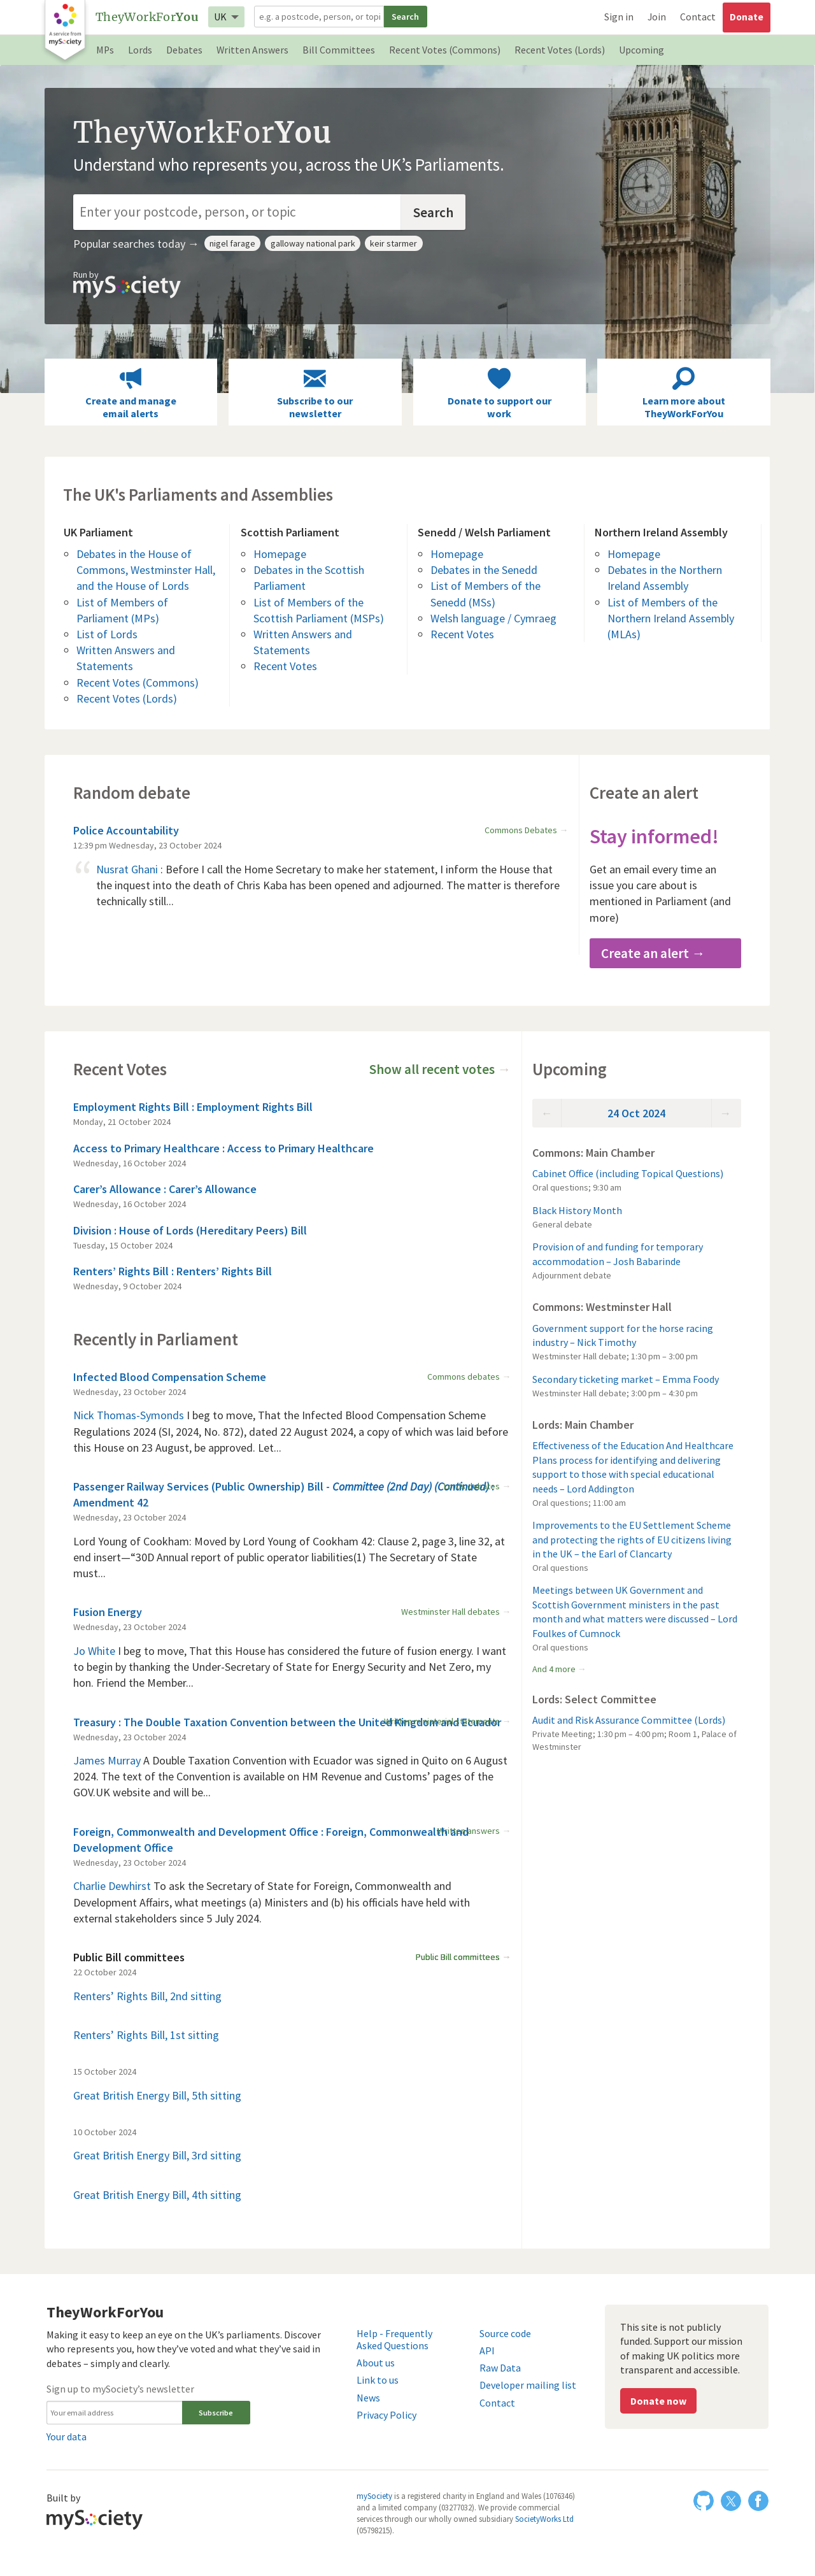 A service from
mySociety
TheyWorkForYou
UK
e.g. a postcode, person, or topi
Search
Sign in
Join
Contact
Donate
MPs
Lords
Debates
Written Answers
Bill Committees
Recent Votes (Commons)
Recent Votes (Lords)
Upcoming
TheyWorkForYou
Understand who represents you, across the UK’s Parliaments.
Enter your postcode, person, or topic
Search
Popular searches today →
nigel farage
galloway national park
keir starmer
Run by
mySociety
Create and manage
email alerts
Subscribe to our
newsletter
Donate to support our
work
Learn more about
TheyWorkForYou
The UK's Parliaments and Assemblies
UK Parliament
Debates in the House of
Commons, Westminster Hall,
and the House of Lords
List of Members of
Parliament (MPs)
List of Lords
Written Answers and
Statements
Recent Votes (Commons)
Recent Votes (Lords)
Scottish Parliament
Homepage
Debates in the Scottish
Parliament
List of Members of the
Scottish Parliament (MSPs)
Written Answers and
Statements
Recent Votes
Senedd / Welsh Parliament
Homepage
Debates in the Senedd
List of Members of the
Senedd (MSs)
Welsh language / Cymraeg
Recent Votes
Northern Ireland Assembly
Homepage
Debates in the Northern
Ireland Assembly
List of Members of the
Northern Ireland Assembly
(MLAs)
Random debate
Police Accountability
Commons Debates →
12:39 pm Wednesday, 23 October 2024
“
Nusrat Ghani : Before I call the Home Secretary to make her statement, I inform the House that
the inquest into the death of Chris Kaba has been opened and adjourned. The matter is therefore
technically still...
Create an alert
Stay informed!
Get an email every time an
issue you care about is
mentioned in Parliament (and
more)
Create an alert →
Recent Votes
Show all recent votes →
Employment Rights Bill : Employment Rights Bill
Monday, 21 October 2024
Access to Primary Healthcare : Access to Primary Healthcare
Wednesday, 16 October 2024
Carer’s Allowance : Carer’s Allowance
Wednesday, 16 October 2024
Division : House of Lords (Hereditary Peers) Bill
Tuesday, 15 October 2024
Renters’ Rights Bill : Renters’ Rights Bill
Wednesday, 9 October 2024
Recently in Parliament
Infected Blood Compensation Scheme
Commons debates →
Wednesday, 23 October 2024
Nick Thomas-Symonds I beg to move, That the Infected Blood Compensation Scheme
Regulations 2024 (SI, 2024, No. 872), dated 22 August 2024, a copy of which was laid before
this House on 23 August, be approved. Let...
Passenger Railway Services (Public Ownership) Bill - Committee (2nd Day) (Continued) :
Amendment 42
Wednesday, 23 October 2024
Lord Young of Cookham: Moved by Lord Young of Cookham 42: Clause 2, page 3, line 32, at
end insert—“30D Annual report of public operator liabilities(1) The Secretary of State
must...
Fusion Energy
Westminster Hall debates →
Wednesday, 23 October 2024
Jo White I beg to move, That this House has considered the future of fusion energy. I want
to begin by thanking the Under-Secretary of State for Energy Security and Net Zero, my
hon. Friend the Member...
Treasury : The Double Taxation Convention between the United Kingdom and Ecuador
Wednesday, 23 October 2024
James Murray A Double Taxation Convention with Ecuador was signed in Quito on 6 August
2024. The text of the Convention is available on HM Revenue and Customs’ pages of the
GOV.UK website and will be...
Foreign, Commonwealth and Development Office : Foreign, Commonwealth and
Written answers →
Development Office
Wednesday, 23 October 2024
Charlie Dewhirst To ask the Secretary of State for Foreign, Commonwealth and
Development Affairs, what meetings (a) Ministers and (b) his officials have held with
external stakeholders since 5 July 2024.
Public Bill committees
Public Bill committees →
22 October 2024
Renters’ Rights Bill, 2nd sitting
Renters’ Rights Bill, 1st sitting
15 October 2024
Great British Energy Bill, 5th sitting
10 October 2024
Great British Energy Bill, 3rd sitting
Great British Energy Bill, 4th sitting
Upcoming
← 24 Oct 2024 →
Commons: Main Chamber
Cabinet Office (including Topical Questions)
Oral questions; 9:30 am
Black History Month
General debate
Provision of and funding for temporary
accommodation – Josh Babarinde
Adjournment debate
Commons: Westminster Hall
Government support for the horse racing
industry – Nick Timothy
Westminster Hall debate; 1:30 pm – 3:00 pm
Secondary ticketing market – Emma Foody
Westminster Hall debate; 3:00 pm – 4:30 pm
Lords: Main Chamber
Effectiveness of the Education And Healthcare
Plans process for identifying and delivering
support to those with special educational
needs – Lord Addington
Oral questions; 11:00 am
Improvements to the EU Settlement Scheme
and protecting the rights of EU citizens living
in the UK – the Earl of Clancarty
Oral questions
Meetings between UK Government and
Scottish Government ministers in the past
month and what matters were discussed – Lord
Foulkes of Cumnock
Oral questions
And 4 more →
Lords: Select Committee
Audit and Risk Assurance Committee (Lords)
Private Meeting; 1:30 pm – 4:00 pm; Room 1, Palace of
Westminster
TheyWorkForYou
Making it easy to keep an eye on the UK’s parliaments. Discover
who represents you, how they’ve voted and what they’ve said in
debates – simply and clearly.
Sign up to mySociety’s newsletter
Your email address
Subscribe
Your data
Help - Frequently
Asked Questions
About us
Link to us
News
Privacy Policy
Source code
API
Raw Data
Developer mailing list
Contact
This site is not publicly
funded. Support our mission
of making UK politics more
transparent and accessible.
Donate now
Built by
mySociety
mySociety is a registered charity in England and Wales (1076346)
and a limited company (03277032). We provide commercial
services through our wholly owned subsidiary SocietyWorks Ltd
(05798215).